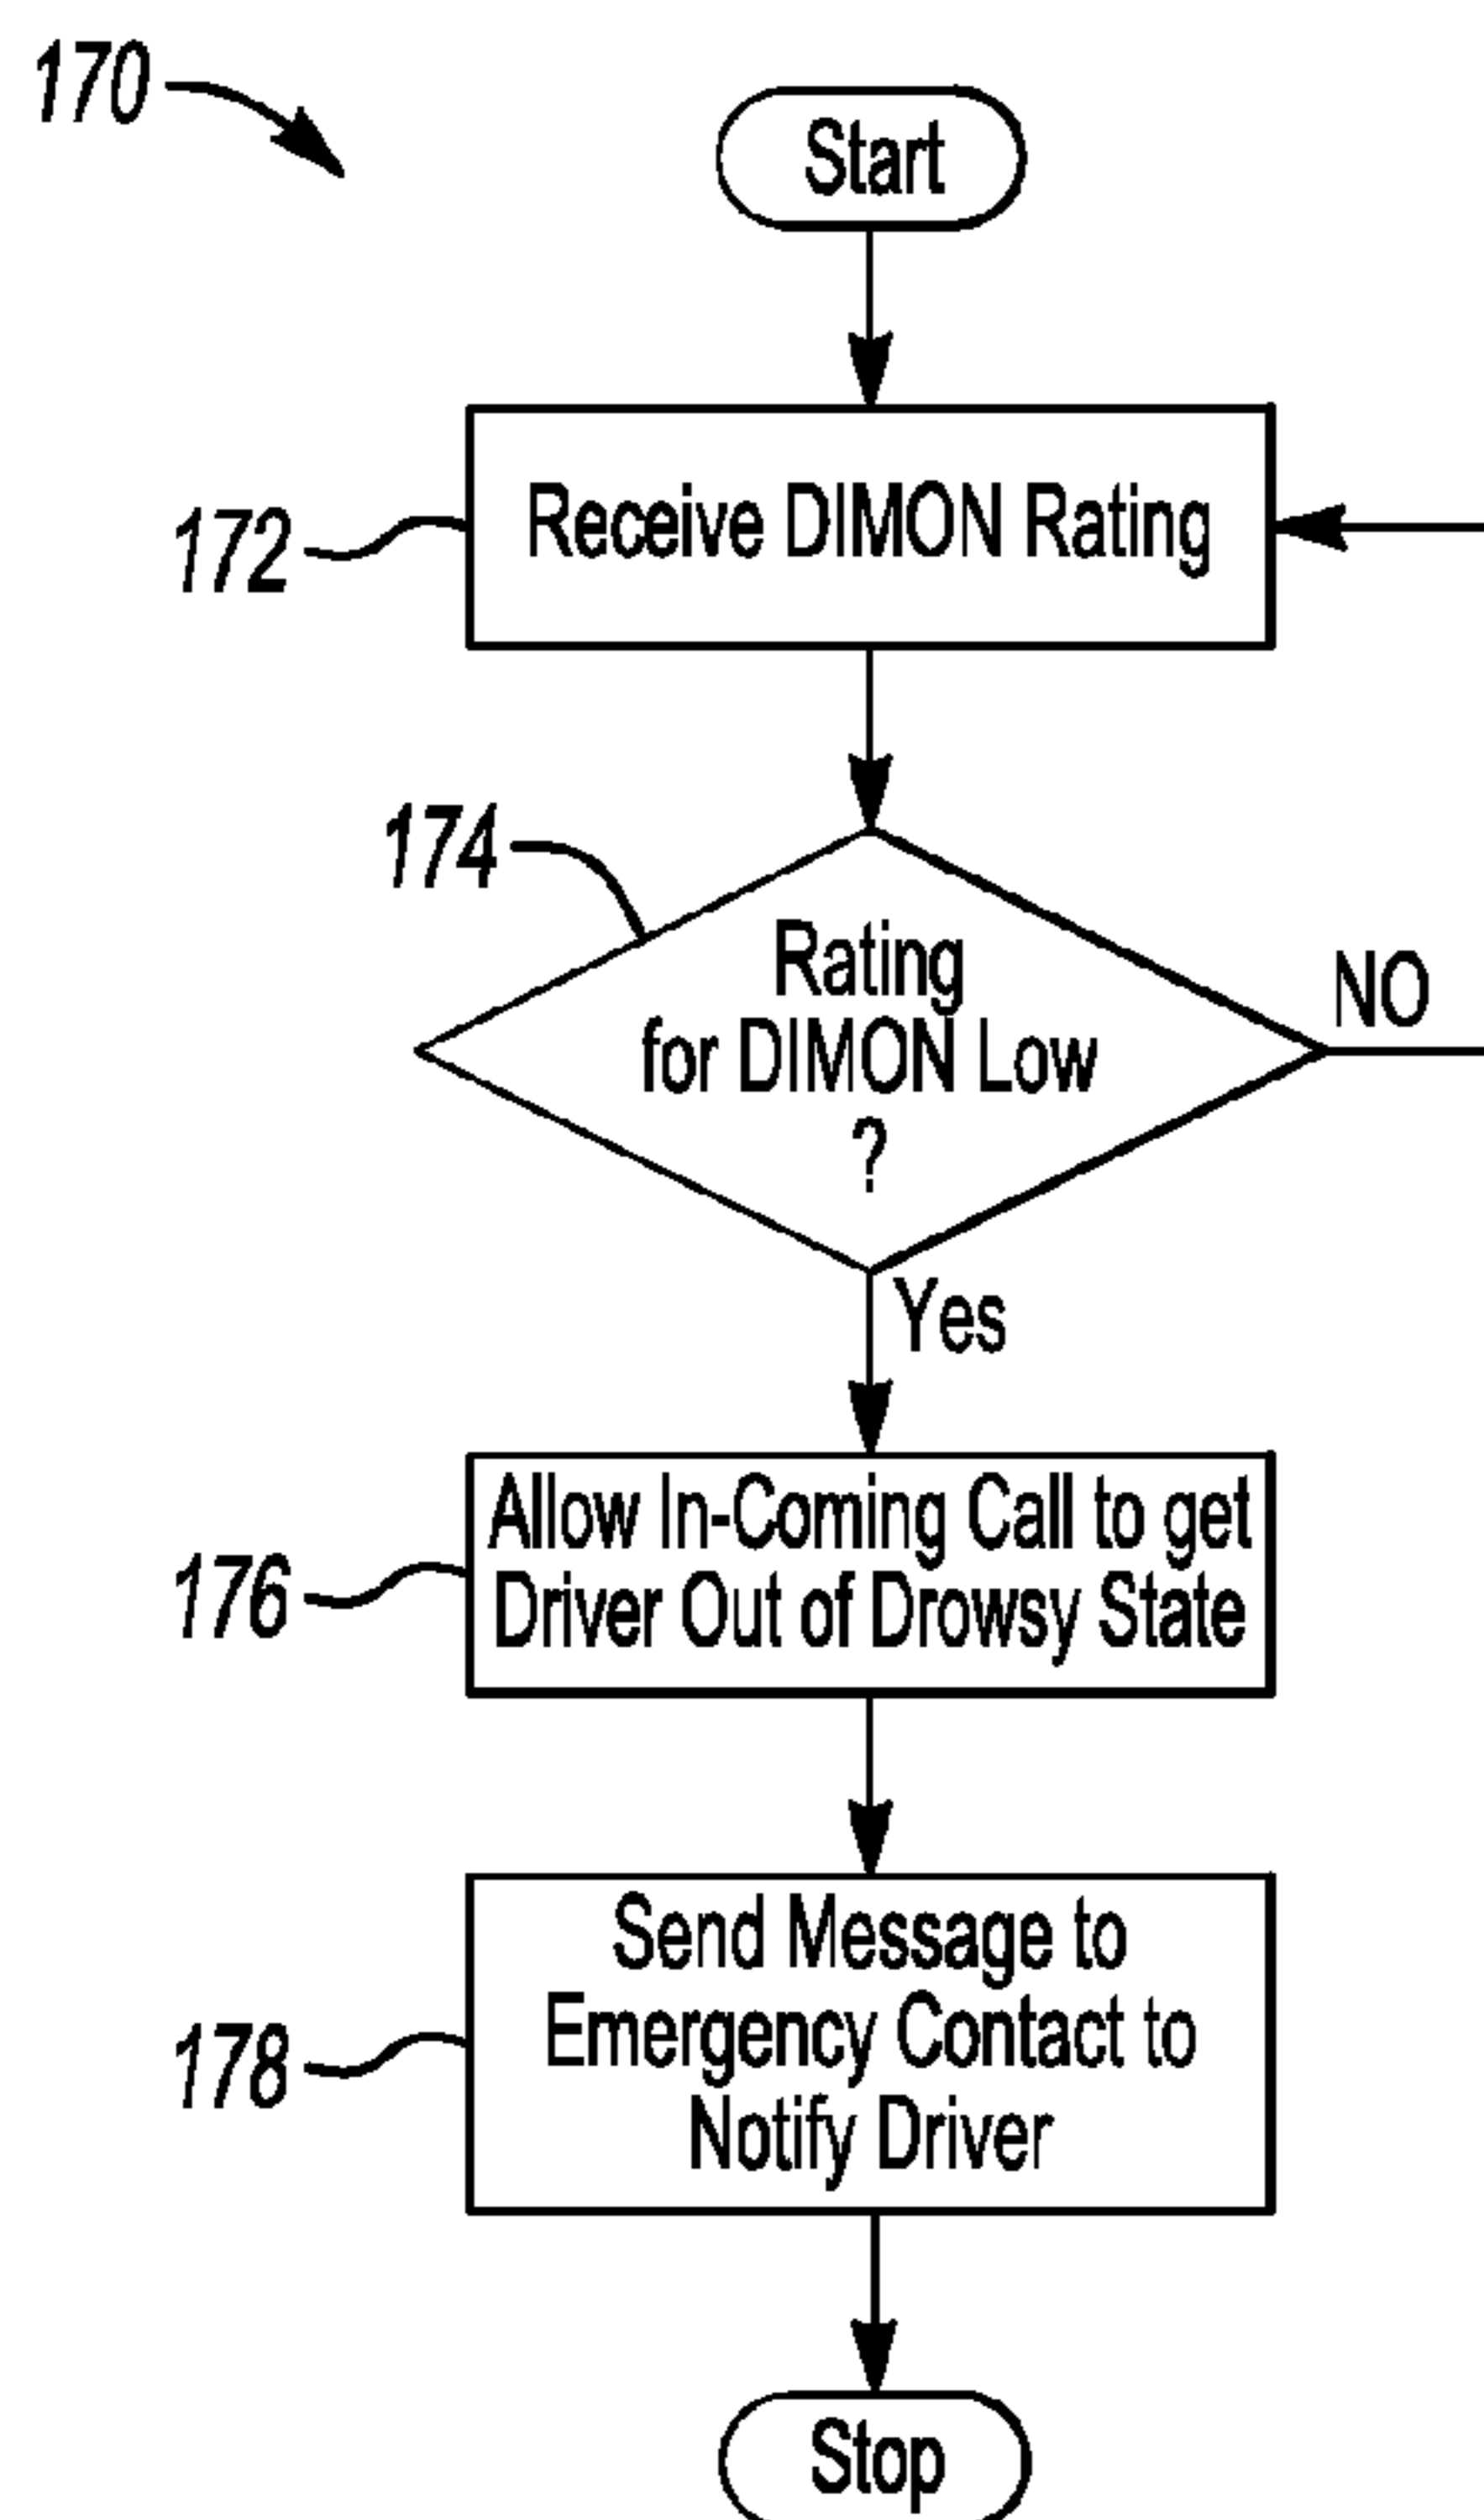 170
Start
Receive DIMON Rating
172
174
Rating
for DIMON Low
?
NO
Yes
Allow In-Coming Call to get
Driver Out of Drowsy State
176
Send Message to
Emergency Contact to
Notify Driver
178
Stop